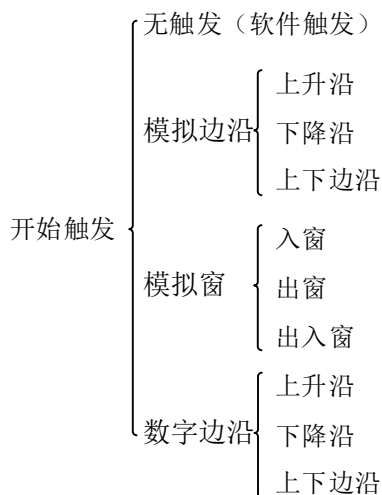 无触发（软件触发）
上升沿
模拟边沿
下降沿
上下边沿
开始触发
入窗
模拟窗
出窗
出入窗
上升沿
数字边沿
下降沿
上下边沿